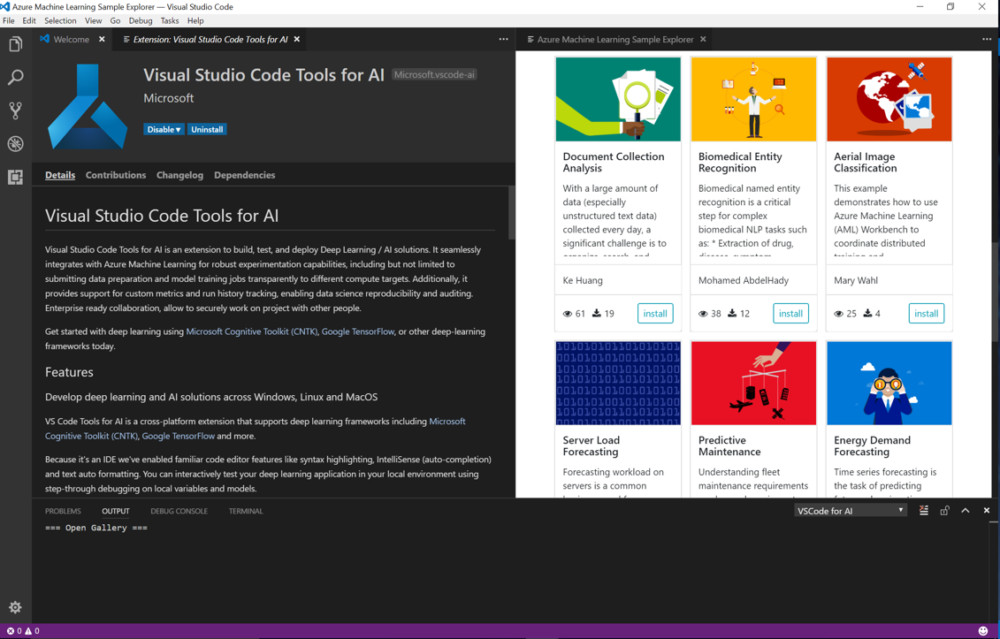 Azure Machine Learning Sample Explorer — Visual Studio Code
File Edit Selection View Go Debug Tasks Help
Welcome
Extension: Visual Studio Code Tools for AI
Azure Machine Learning Sample Explorer
Visual Studio Code Tools for AI Microsoft.vscode-ai
Microsoft
Disable ▾ Uninstall
Details Contributions Changelog Dependencies
Visual Studio Code Tools for AI
Visual Studio Code Tools for AI is an extension to build, test, and deploy Deep Learning / AI solutions. It seamlessly
integrates with Azure Machine Learning for robust experimentation capabilities, including but not limited to
submitting data preparation and model training jobs transparently to different compute targets. Additionally, it
provides support for custom metrics and run history tracking, enabling data science reproducibility and auditing.
Enterprise ready collaboration, allow to securely work on project with other people.
Get started with deep learning using Microsoft Cognitive Toolkit (CNTK), Google TensorFlow, or other deep-learning
frameworks today.
Features
Develop deep learning and AI solutions across Windows, Linux and MacOS
VS Code Tools for AI is a cross-platform extension that supports deep learning frameworks including Microsoft
Cognitive Toolkit (CNTK), Google TensorFlow and more.
Because it's an IDE we've enabled familiar code editor features like syntax highlighting, IntelliSense (auto-completion)
and text auto formatting. You can interactively test your deep learning application in your local environment using
step-through debugging on local variables and models.
Document Collection
Analysis
With a large amount of
data (especially
unstructured text data)
collected every day, a
significant challenge is to
organize, search, and
Ke Huang
61 19 install
Biomedical Entity
Recognition
Biomedical named entity
recognition is a critical
step for complex
biomedical NLP tasks such
as: * Extraction of drug,
disease, symptom
Mohamed AbdelHady
38 12 install
Aerial Image
Classification
This example
demonstrates how to use
Azure Machine Learning
(AML) Workbench to
coordinate distributed
training and
Mary Wahl
25 4 install
Server Load
Forecasting
Forecasting workload on
servers is a common
Predictive
Maintenance
Understanding fleet
maintenance requirements
Energy Demand
Forecasting
Time series forecasting is
the task of predicting
PROBLEMS OUTPUT DEBUG CONSOLE TERMINAL
VSCode for AI
=== Open Gallery ===
0 0